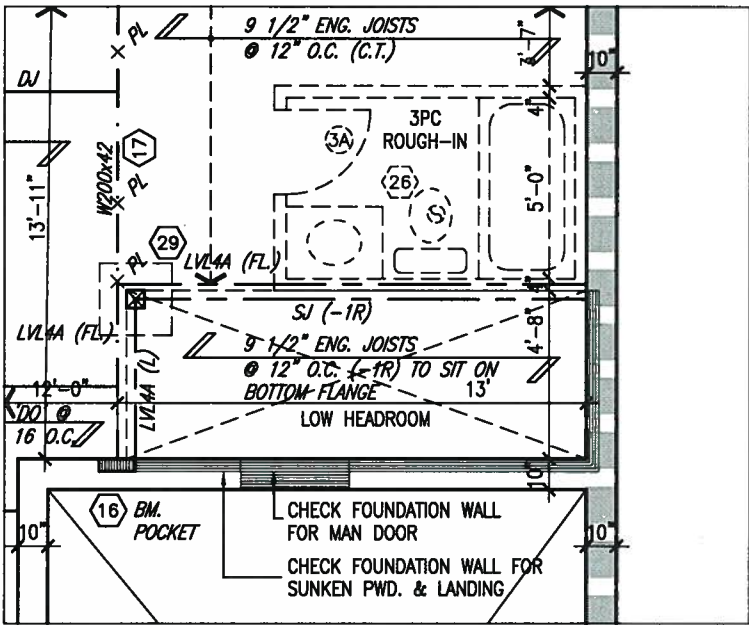 PL
9 1/2" ENG. JOISTS
@ 12" O.C. (C.T.)
10"
DJ
4"
3PC
ROUGH-IN
3A
17
26
W200x42
PL
13'-11"
5'-0"
S
29
PL
LVL4A (FL.)
4"
SJ (-1R)
LVL4A (FL.)
9 1/2" ENG. JOISTS
4'-8"
@ 12" O.C. (-1R) TO SIT ON
BOTTOM FLANGE
LVL4A (L)
12'-0"
13'
DO @
16 O.C.
LOW HEADROOM
10"
16
BM.
POCKET
CHECK FOUNDATION WALL
FOR MAN DOOR
10"
10"
CHECK FOUNDATION WALL FOR
SUNKEN PWD. & LANDING